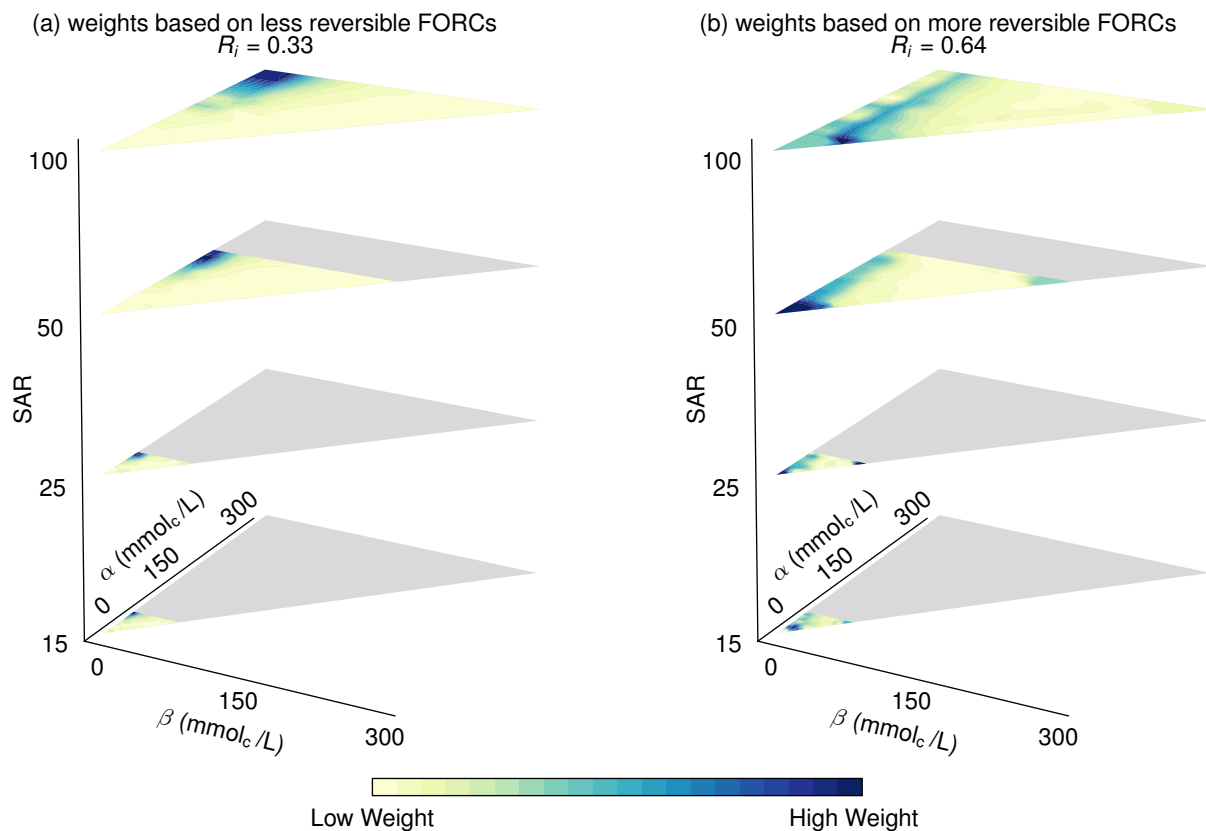 (a) weights based on less reversible FORCs
R_i = 0.33
100
50
SAR
25
15
α (mmol_c/L)
0
150
300
0
150
300
β (mmol_c/L)
(b) weights based on more reversible FORCs
R_i = 0.64
100
50
SAR
25
15
α (mmol_c/L)
0
150
300
0
150
300
β (mmol_c/L)
Low Weight
High Weight